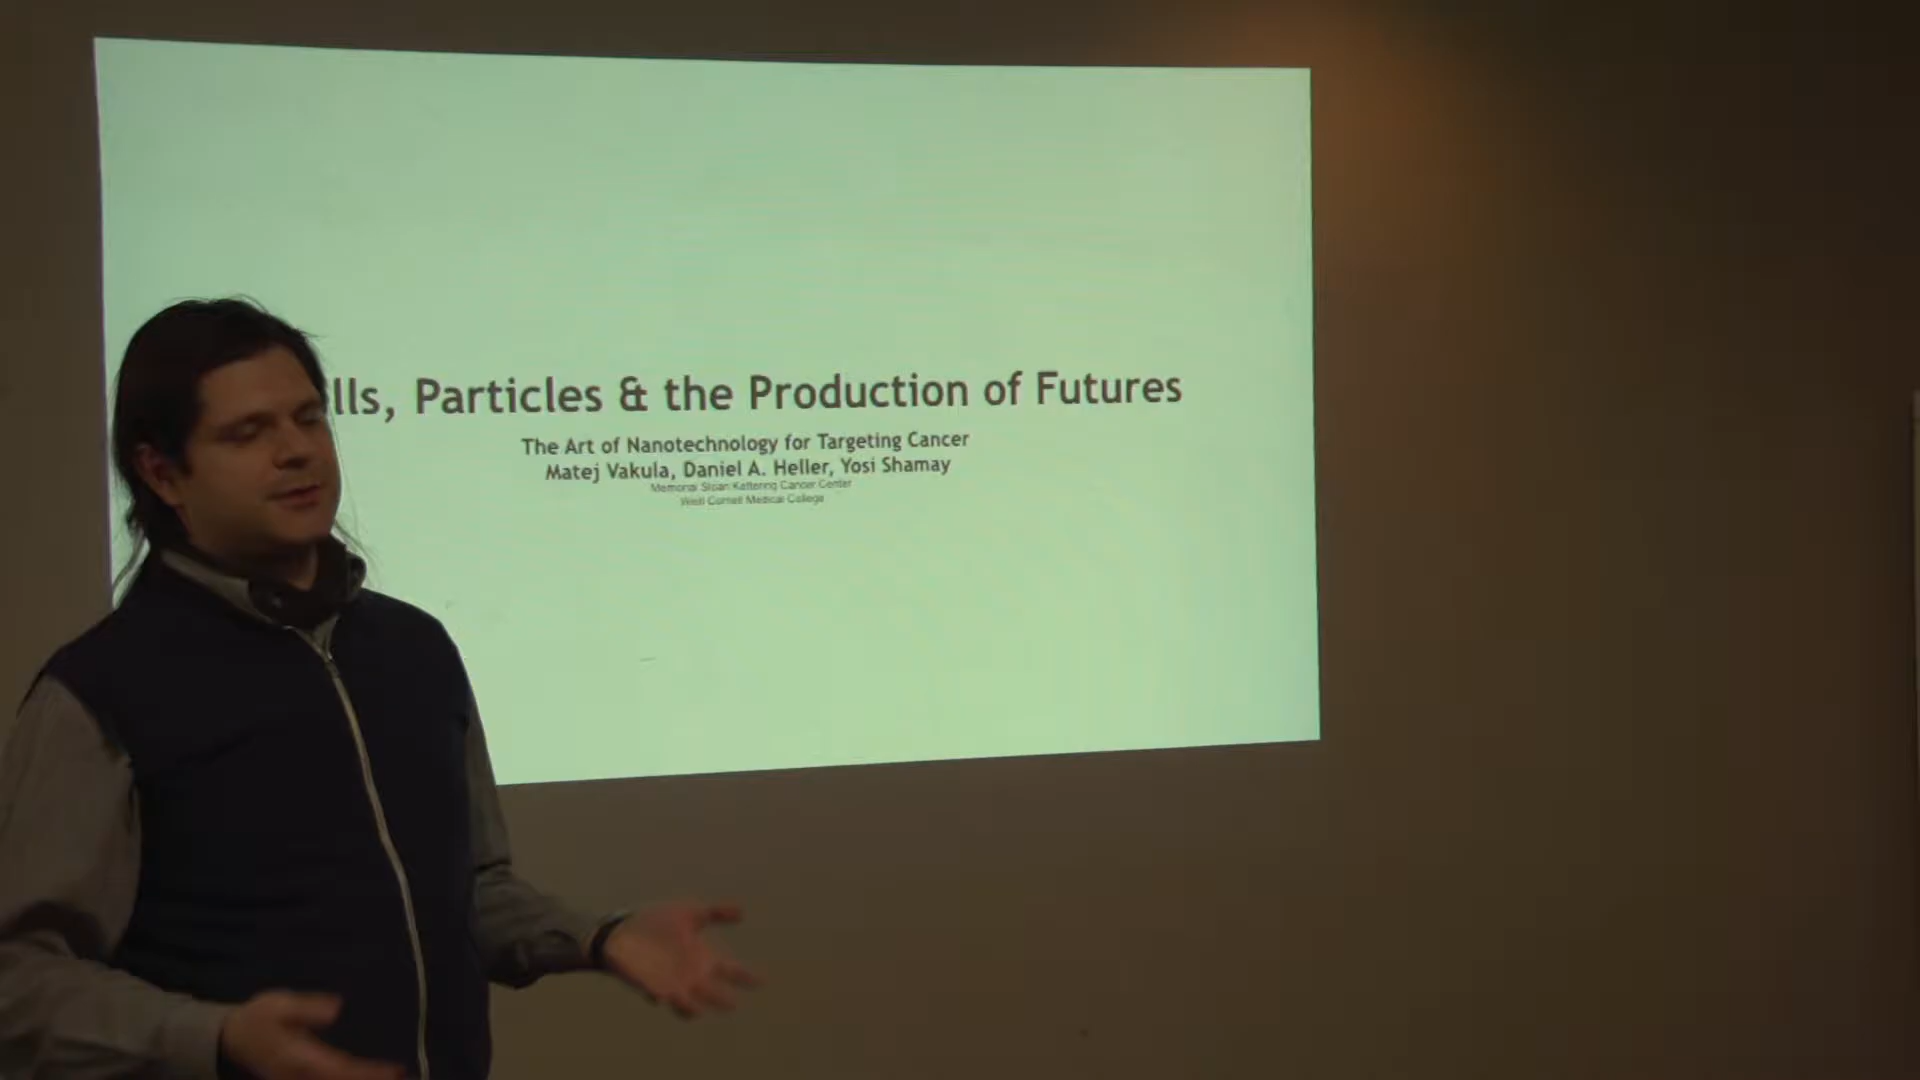 lls, Particles & the Production of Futures
The Art of Nanotechnology for Targeting Cancer
Matej Vakula, Daniel A. Heller, Yosi Shamay
Memorial Sloan Kettering Cancer Center
Weill Cornell Medical College